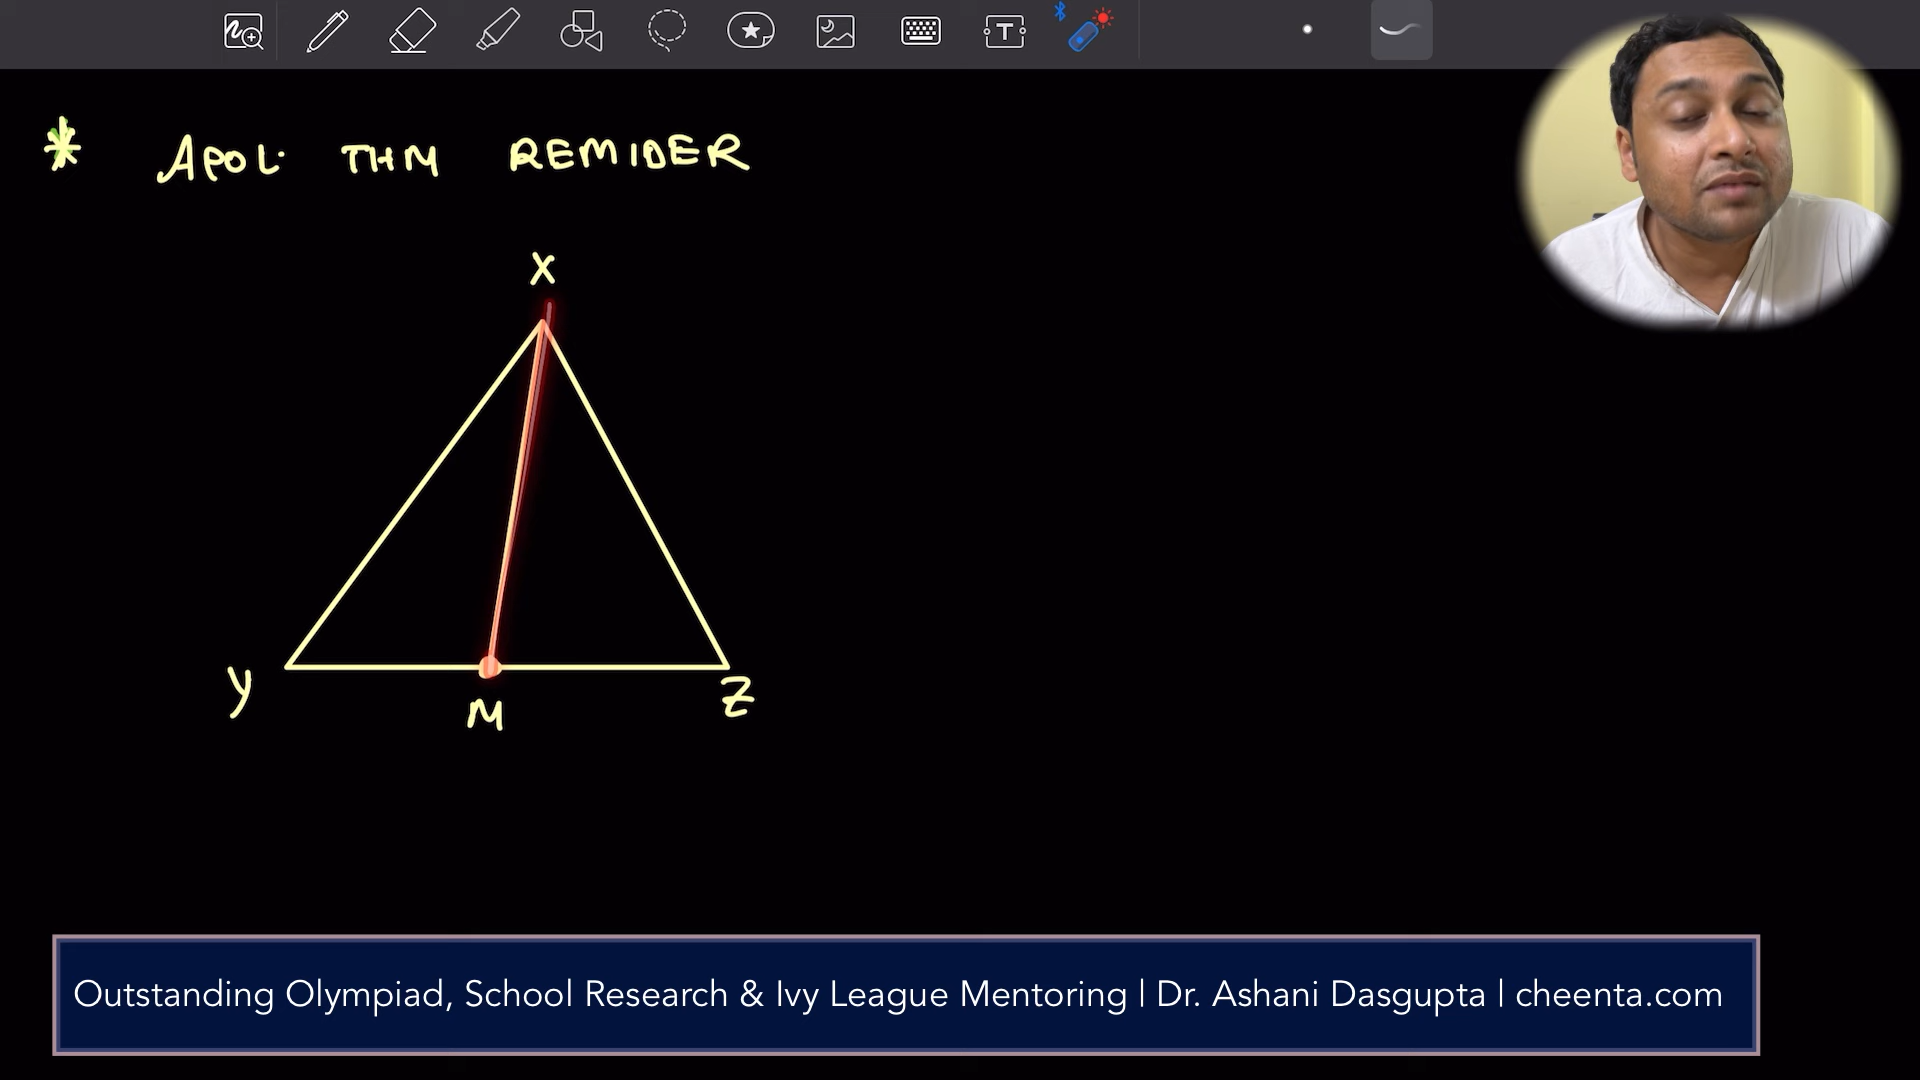 * APOL. THM REMIDER
X
Y
M
Z
T
Outstanding Olympiad, School Research & Ivy League Mentoring | Dr. Ashani Dasgupta | cheenta.com